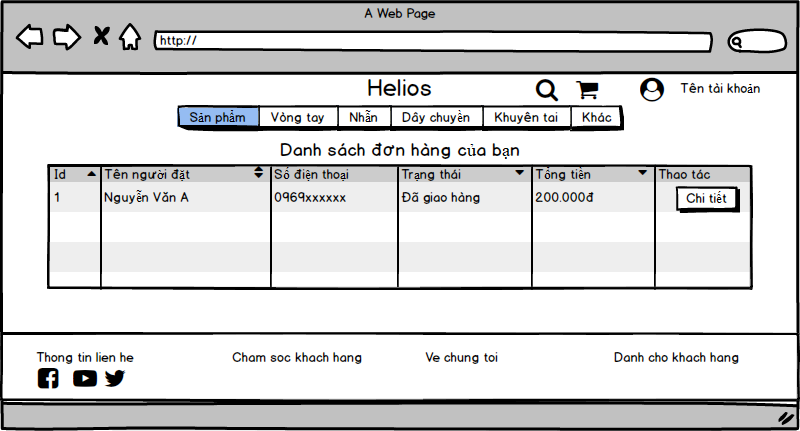 A Web Page
http://
Helios
Tên tài khoản
Sản phẩm Vòng tay Nhẫn Dây chuyền Khuyên tai Khác
Danh sách đơn hàng của bạn
Id Tên người đặt Số điện thoại Trạng thái Tổng tiền Thao tác
1 Nguyễn Văn A 0969xxxxxx Đã giao hàng 200.000đ Chi tiết
Thong tin lien he Cham soc khach hang Ve chung toi Danh cho khach hang